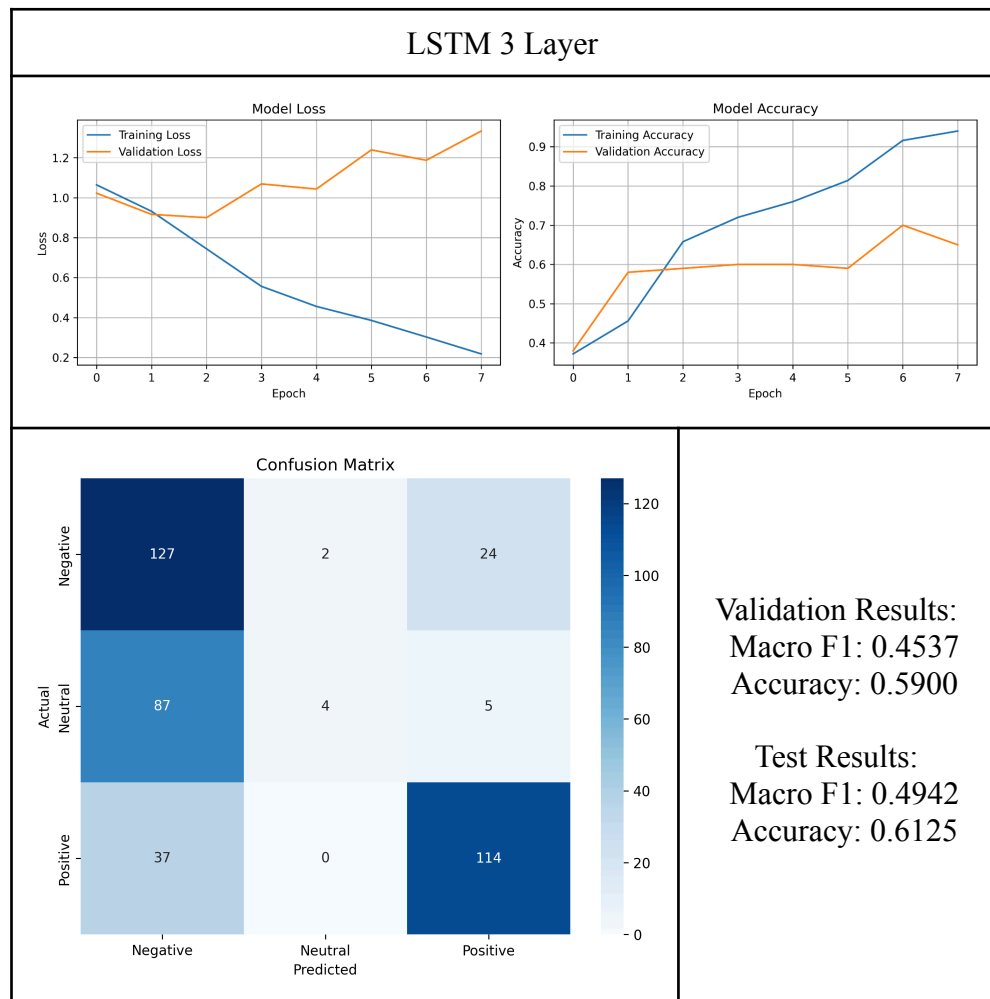 LSTM 3 Layer
Model Loss
Training Loss
Validation Loss
1.2
1.0
0.8
0.6
0.4
0.2
Loss
0 1 2 3 4 5 6 7
Epoch
Model Accuracy
Training Accuracy
Validation Accuracy
0.9
0.8
0.7
0.6
0.5
0.4
Accuracy
0 1 2 3 4 5 6 7
Epoch
Confusion Matrix
Negative
127 2 24
Actual
Neutral
87 4 5
Positive
37 0 114
Negative Neutral Positive
Predicted
120
100
80
60
40
20
0
Validation Results:
Macro F1: 0.4537
Accuracy: 0.5900
Test Results:
Macro F1: 0.4942
Accuracy: 0.6125